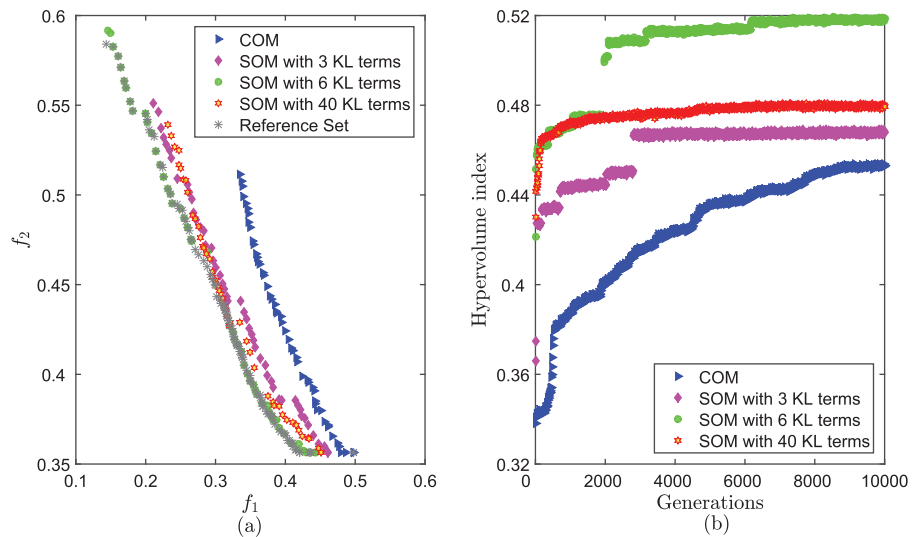 0.6
0.55
0.5
0.45
0.4
0.35
f2
0.1 0.2 0.3 0.4 0.5 0.6
f1
(a)
COM
SOM with 3 KL terms
SOM with 6 KL terms
SOM with 40 KL terms
Reference Set
0.52
0.48
0.44
0.4
0.36
0.32
Hypervolume index
0 2000 4000 6000 8000 10000
Generations
(b)
COM
SOM with 3 KL terms
SOM with 6 KL terms
SOM with 40 KL terms